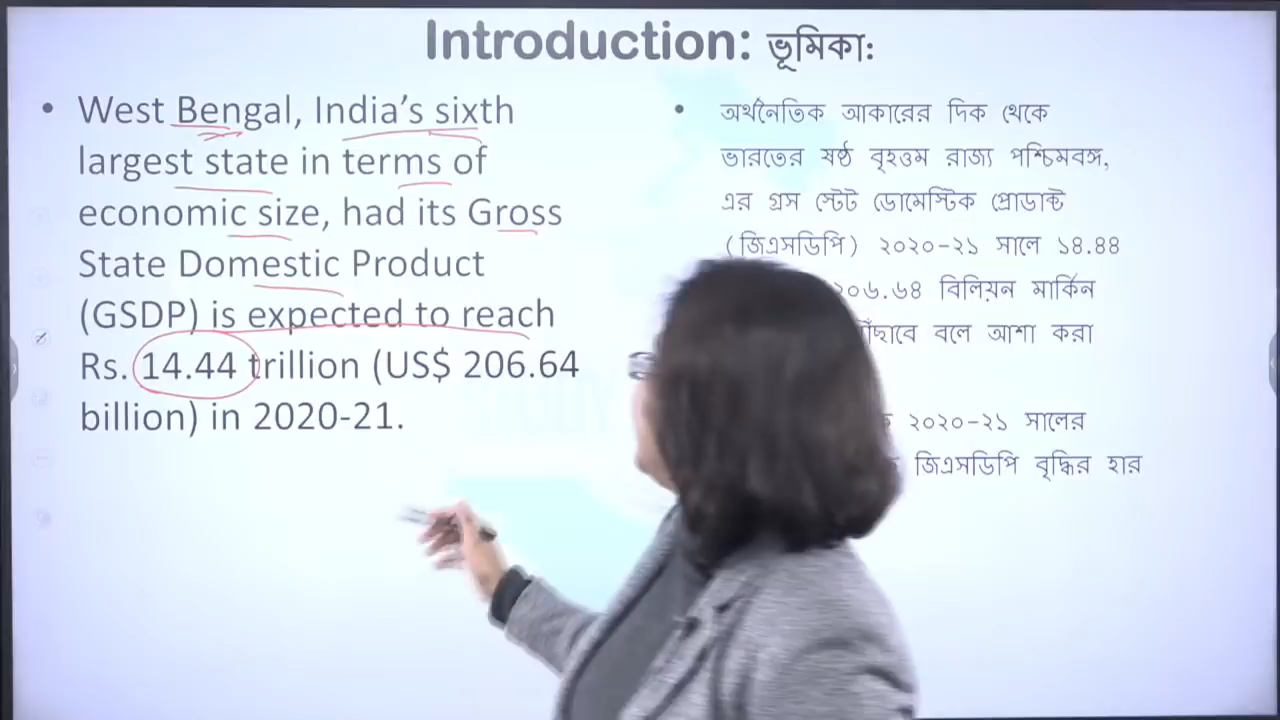 Introduction: ভূমিকা:
• West Bengal, India's sixth
largest state in terms of
economic size, had its Gross
State Domestic Product
(GSDP) is expected to reach
Rs. 14.44 trillion (US$ 206.64
billion) in 2020-21.
• অর্থনৈতিক আকারের দিক থেকে
ভারতের ষষ্ঠ বৃহত্তম রাজ্য পশ্চিমবঙ্গ,
এর গ্রস স্টেট ডোমেস্টিক প্রোডাক্ট
(জিএসডিপি) ২০২০-২১ সালে ১৪.৪৪
২০৬.৬৪ বিলিয়ন মার্কিন
বলে আশা করা
২০২০-২১ সালের
জিএসডিপি বৃদ্ধির হার